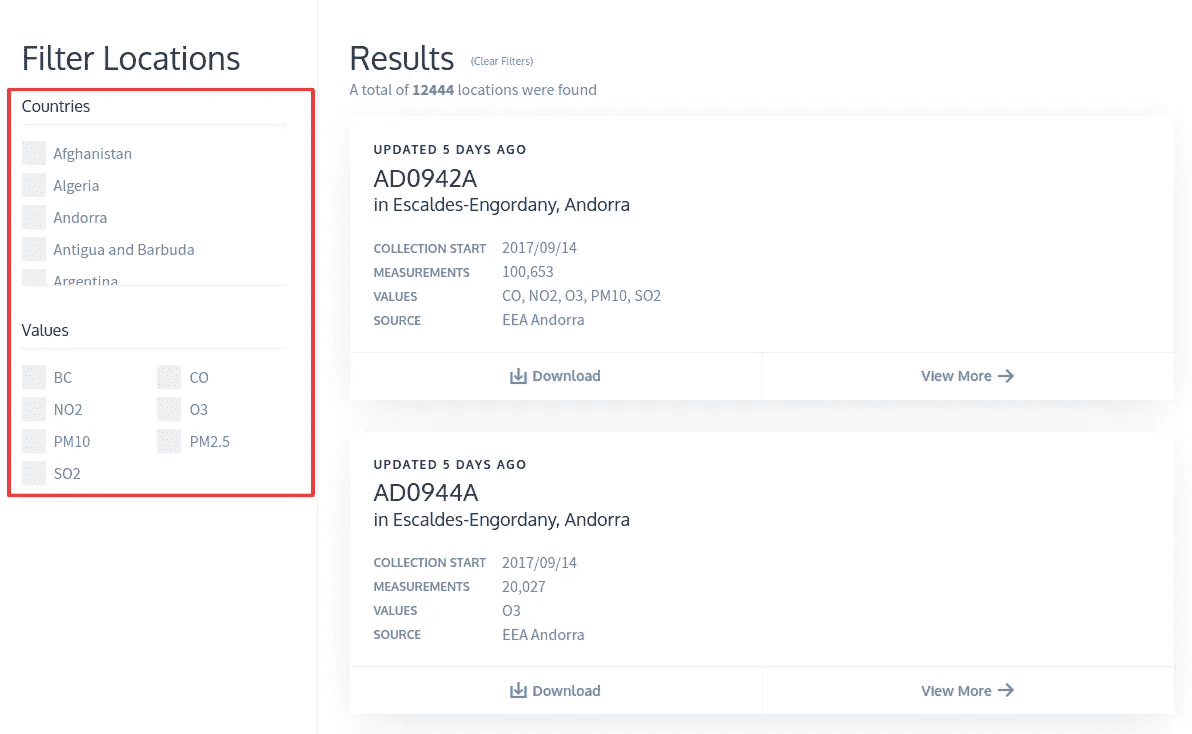 Filter Locations
Countries
Afghanistan
Algeria
Andorra
Antigua and Barbuda
Argentina
Values
BC CO
NO2 O3
PM10 PM2.5
SO2
Results (Clear Filters)
A total of 12444 locations were found
UPDATED 5 DAYS AGO
AD0942A
in Escaldes-Engordany, Andorra
COLLECTION START 2017/09/14
MEASUREMENTS 100,653
VALUES CO, NO2, O3, PM10, SO2
SOURCE EEA Andorra
Download View More
UPDATED 5 DAYS AGO
AD0944A
in Escaldes-Engordany, Andorra
COLLECTION START 2017/09/14
MEASUREMENTS 20,027
VALUES O3
SOURCE EEA Andorra
Download View More